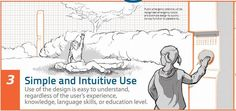 3
Simple and Intuitive Use
Use of the design is easy to understand,
regardless of the user's experience,
knowledge, language skills, or education level.